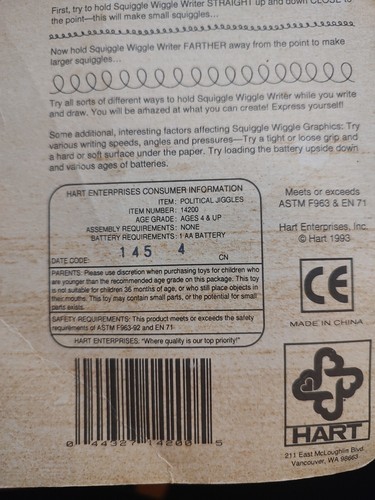 First, try to hold Squiggle Wiggle Writer STRAIGHT up and down CLOSE to
the point—this will make small squiggles...
Now hold Squiggle Wiggle Writer FARTHER away from the point to make
larger squiggles...
Try all sorts of different ways to hold Squiggle Wiggle Writer while you write
and draw. You will be amazed at what you can create! Express yourself!
Some additional, interesting factors affecting Squiggle Wiggle Graphics: Try
various writing speeds, angles and pressures—Try a tight or loose grip and
a hard or soft surface under the paper. Try loading the battery upside down
and various ages of batteries.
HART ENTERPRISES CONSUMER INFORMATION
ITEM: POLITICAL JIGGLES
ITEM NUMBER: 14200
AGE GRADE: AGES 4 & UP
ASSEMBLY REQUIREMENTS: NONE
BATTERY REQUIREMENTS: 1 AA BATTERY
DATE CODE: 145 4 CN
PARENTS: Please use discretion when purchasing toys for children who
are younger than the recommended age grade on this package. This toy
is not suitable for children 36 months of age, or who still place objects in
their mouths. This toy may contain small parts, or the potential for small
parts exists.
SAFETY REQUIREMENTS: This product meets or exceeds the safety
requirements of ASTM F963-92 and EN 71
HART ENTERPRISES: "Where quality is our top priority!"
0 44327 14200 5
Meets or exceeds
ASTM F963 & EN 71
Hart Enterprises, Inc.
© Hart 1993
CE
MADE IN CHINA
HART
211 East McLoughlin Blvd
Vancouver, WA 98663